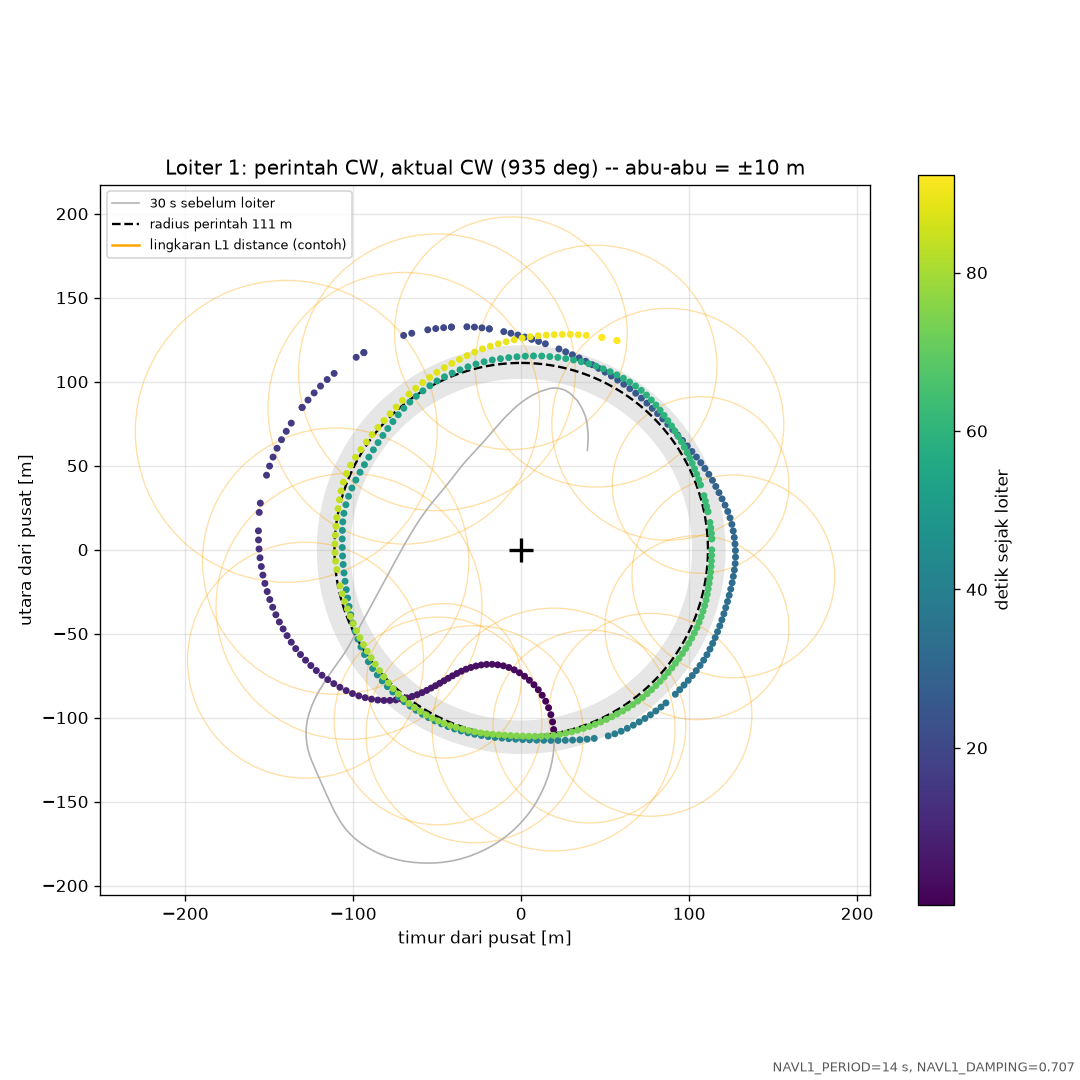 Loiter 1: perintah CW, aktual CW (935 deg) -- abu-abu = ±10 m
30 s sebelum loiter
radius perintah 111 m
lingkaran L1 distance (contoh)
200
150
100
50
0
−50
−100
−150
−200
utara dari pusat [m]
−200
−100
0
100
200
timur dari pusat [m]
80
60
40
20
detik sejak loiter
NAVL1_PERIOD=14 s, NAVL1_DAMPING=0.707